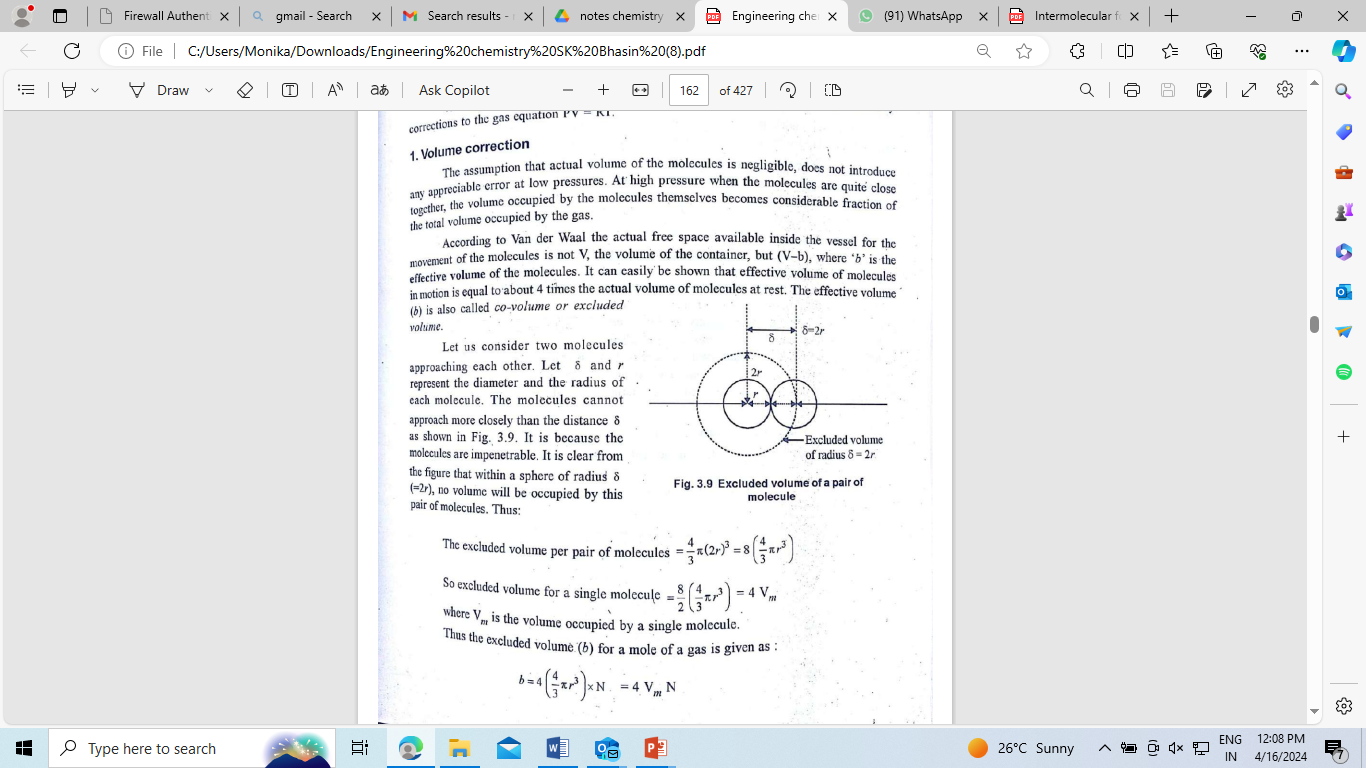 Firewall Authent
gmail - Search
Search results -
notes chemistry
Engineering che
(91) WhatsApp
Intermolecular f
File
C:/Users/Monika/Downloads/Engineering%20chemistry%20SK%20Bhasin%20(8).pdf
Draw
aあ
Ask Copilot
162
of 427
corrections to the gas equation PV = RT.
1. Volume correction
The assumption that actual volume of the molecules is negligible, does not introduce
any appreciable error at low pressures. At high pressure when the molecules are quite close
together, the volume occupied by the molecules themselves becomes considerable fraction of
the total volume occupied by the gas.
According to Van der Waal the actual free space available inside the vessel for the
movement of the molecules is not V, the volume of the container, but (V–b), where 'b' is the
effective volume of the molecules. It can easily be shown that effective volume of molecules
in motion is equal to about 4 times the actual volume of molecules at rest. The effective volume
(b) is also called co-volume or excluded
volume.
Let us consider two molecules
approaching each other. Let δ and r
represent the diameter and the radius of
each molecule. The molecules cannot
approach more closely than the distance δ
as shown in Fig. 3.9. It is because the
molecules are impenetrable. It is clear from
the figure that within a sphere of radius δ
(=2r), no volume will be occupied by this
pair of molecules. Thus:
δ=2r
δ
2r
r
Excluded volume
of radius δ = 2r
Fig. 3.9 Excluded volume of a pair of
molecule
The excluded volume per pair of molecules = 4/3 π(2r)³ = 8(4/3 πr³)
So excluded volume for a single molecule = 8/2 (4/3 πr³) = 4 Vₘ
where Vₘ is the volume occupied by a single molecule.
Thus the excluded volume (b) for a mole of a gas is given as :
b = 4(4/3 πr³) × N = 4 Vₘ N
Type here to search
26°C Sunny
ENG
IN
12:08 PM
4/16/2024
7